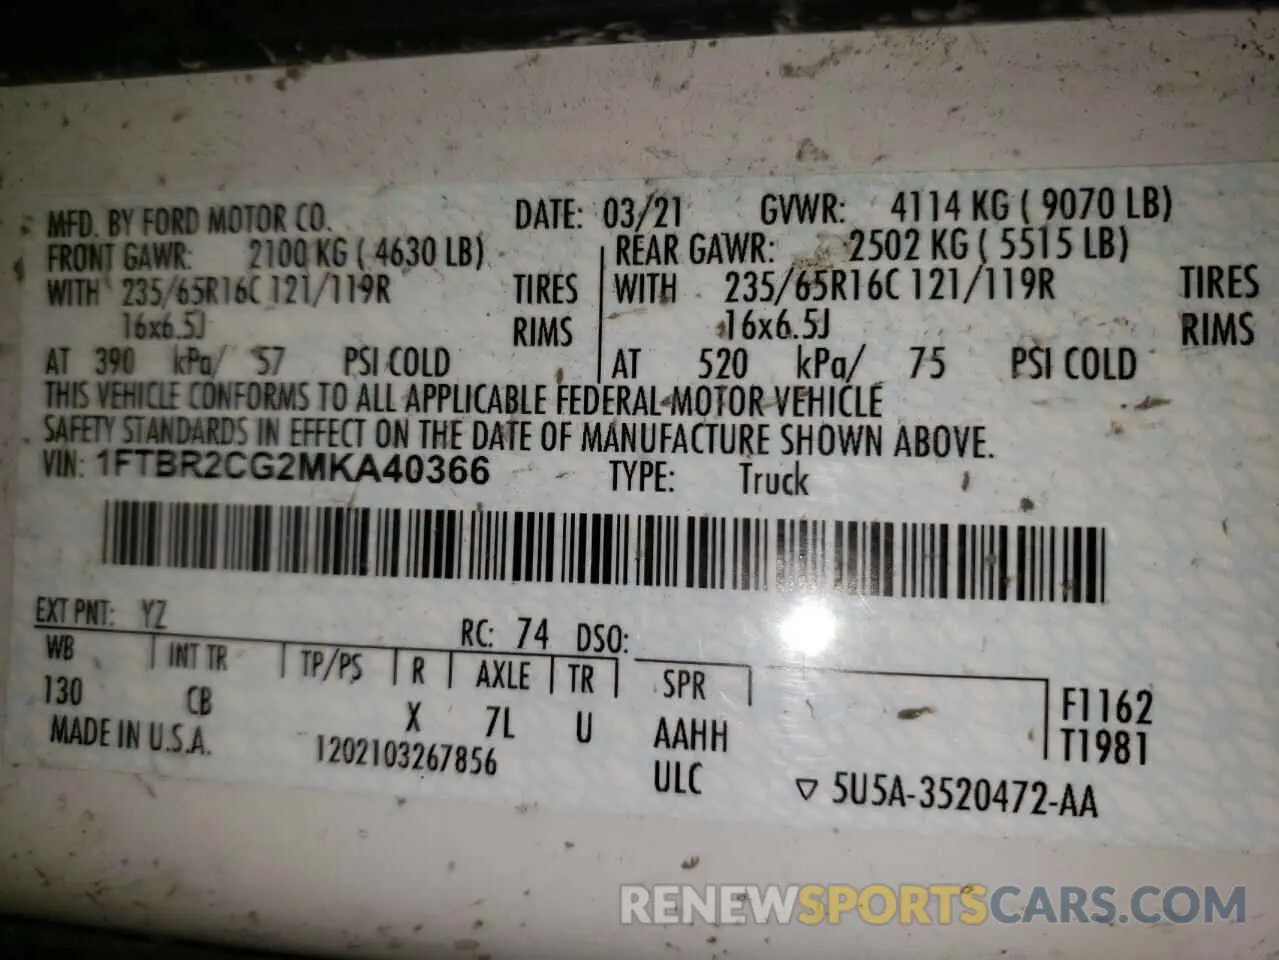 MFD. BY FORD MOTOR CO. DATE: 03/21 GVWR: 4114 KG ( 9070 LB)
FRONT GAWR: 2100 KG ( 4630 LB) REAR GAWR: 2502 KG ( 5515 LB)
WITH 235/65R16C 121/119R TIRES WITH 235/65R16C 121/119R TIRES
16x6.5J RIMS 16x6.5J RIMS
AT 390 kPa/ 57 PSI COLD AT 520 kPa/ 75 PSI COLD
THIS VEHICLE CONFORMS TO ALL APPLICABLE FEDERAL MOTOR VEHICLE
SAFETY STANDARDS IN EFFECT ON THE DATE OF MANUFACTURE SHOWN ABOVE.
VIN: 1FTBR2CG2MKA40366 TYPE: Truck
EXT PNT: YZ RC: 74 DSO:
WB INT TR TP/PS R AXLE TR SPR
130 CB X 7L U AAHH F1162
ULC T1981
MADE IN U.S.A. 1202103267856 ▽ 5U5A-3520472-AA
RENEWSPORTSCARS.COM